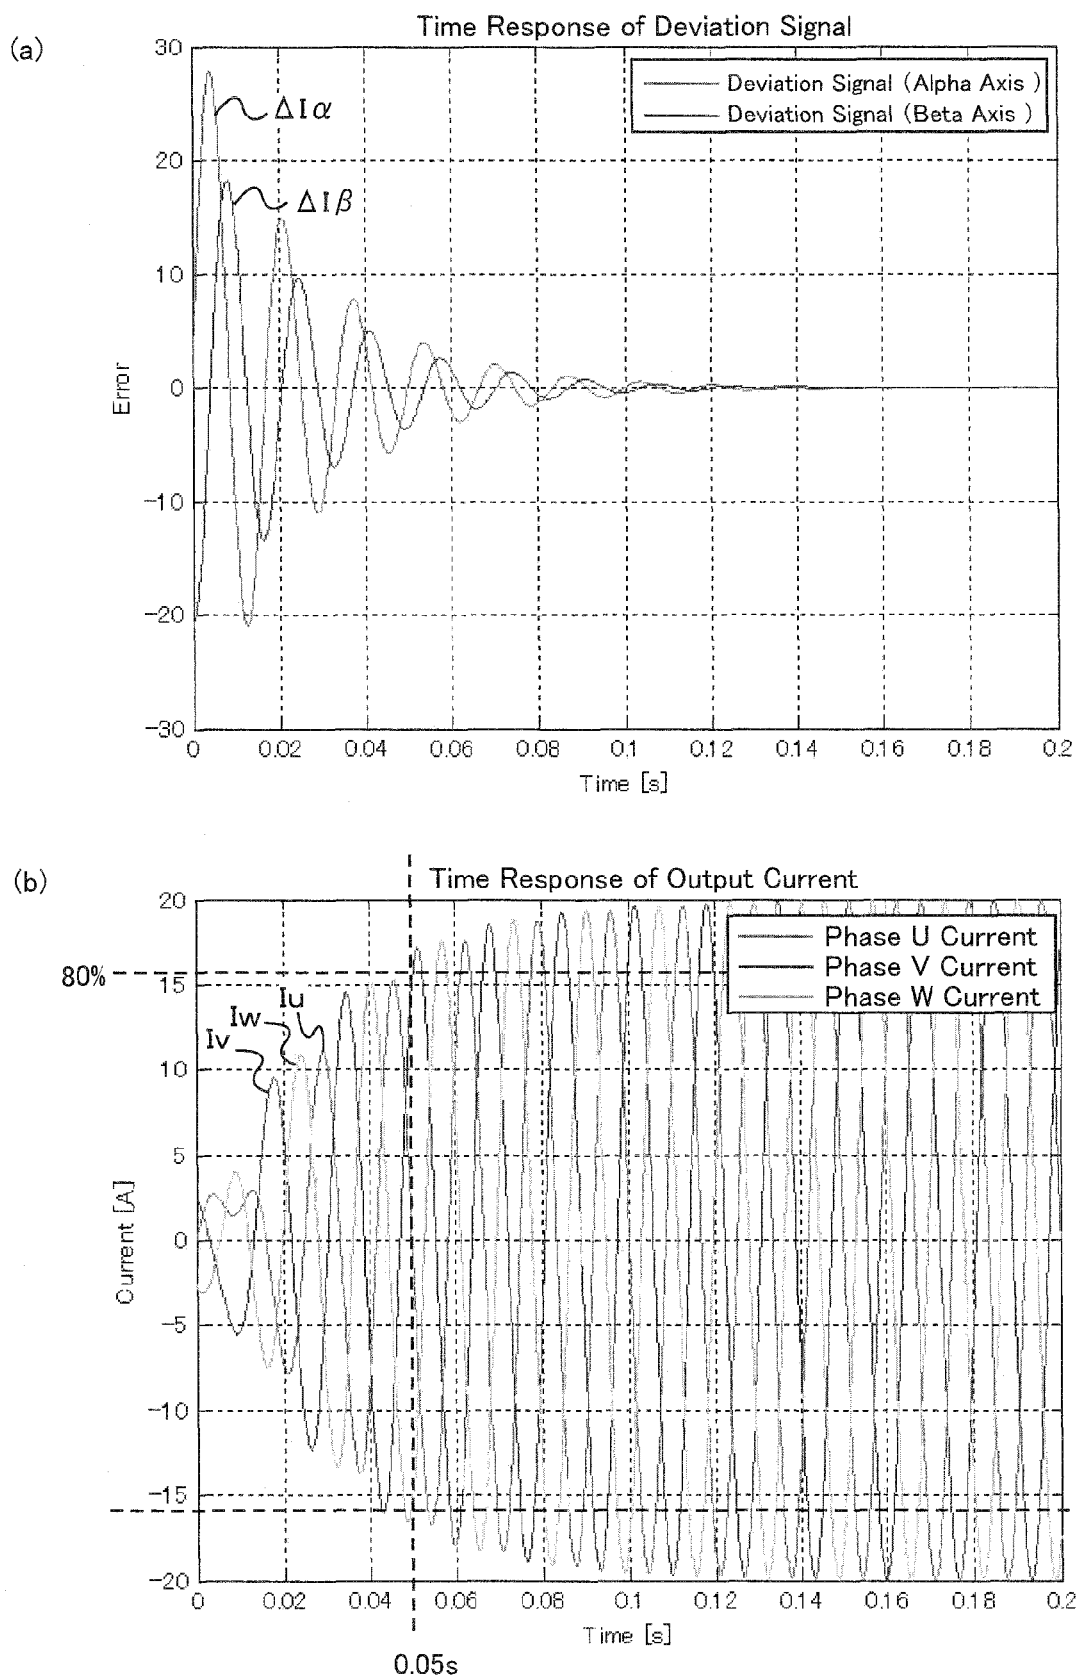 (a)
Time Response of Deviation Signal
Deviation Signal (Alpha Axis)
Deviation Signal (Beta Axis)
ΔIα
ΔIβ
30
20
10
0
−10
−20
−30
Error
0 0.02 0.04 0.06 0.08 0.1 0.12 0.14 0.16 0.18 0.2
Time [s]
(b)
Time Response of Output Current
Phase U Current
Phase V Current
Phase W Current
80%
Iu
Iw
Iv
20
15
10
5
0
−5
−10
−15
−20
Current [A]
0 0.02 0.04 0.06 0.08 0.1 0.12 0.14 0.16 0.18 0.2
Time [s]
0.05s